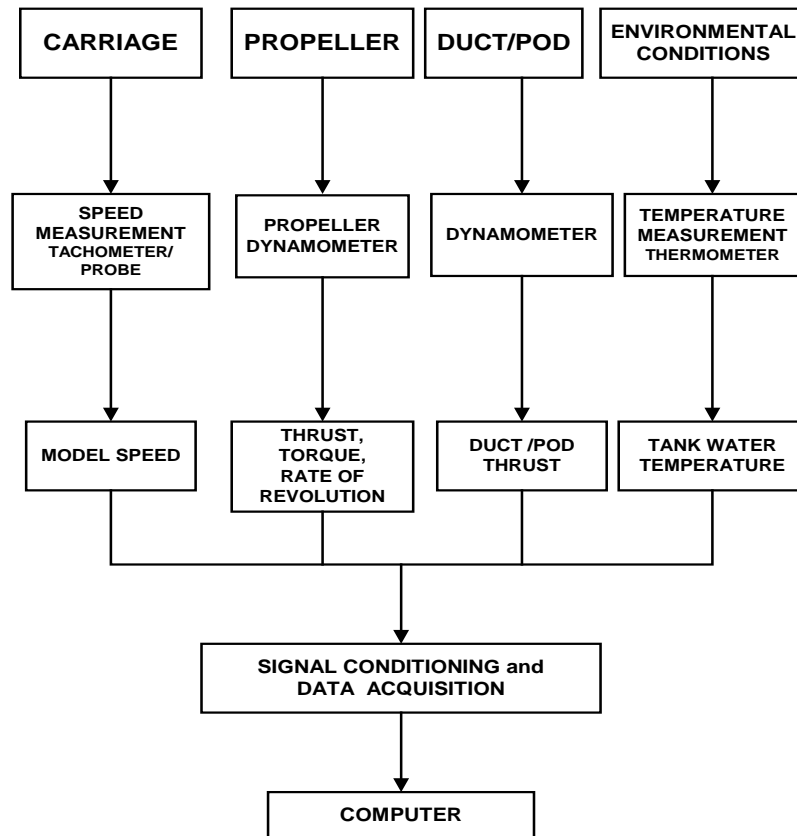 CARRIAGE
PROPELLER
DUCT/POD
ENVIRONMENTAL
CONDITIONS
SPEED
MEASUREMENT
TACHOMETER/
PROBE
PROPELLER
DYNAMOMETER
DYNAMOMETER
TEMPERATURE
MEASUREMENT
THERMOMETER
MODEL SPEED
THRUST,
TORQUE,
RATE OF
REVOLUTION
DUCT /POD
THRUST
TANK WATER
TEMPERATURE
SIGNAL CONDITIONING and
DATA ACQUISITION
COMPUTER